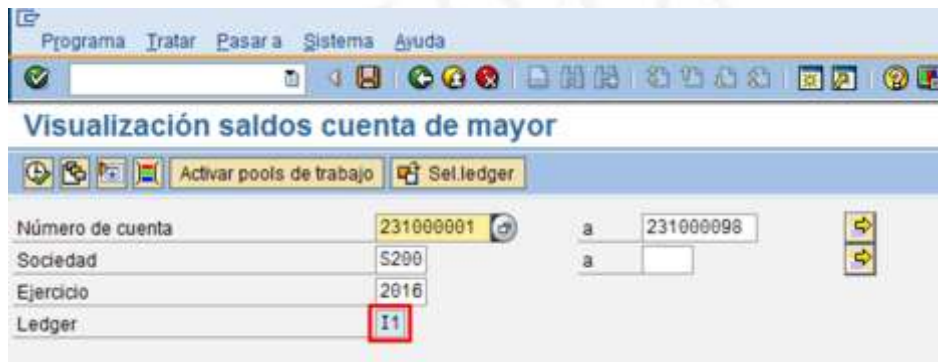 Programa Tratar Pasar a Sistema Ayuda
Visualización saldos cuenta de mayor
Activar pools de trabajo Sel.ledger
Número de cuenta 231000001 a 231000098
Sociedad S200 a
Ejercicio 2016
Ledger I1